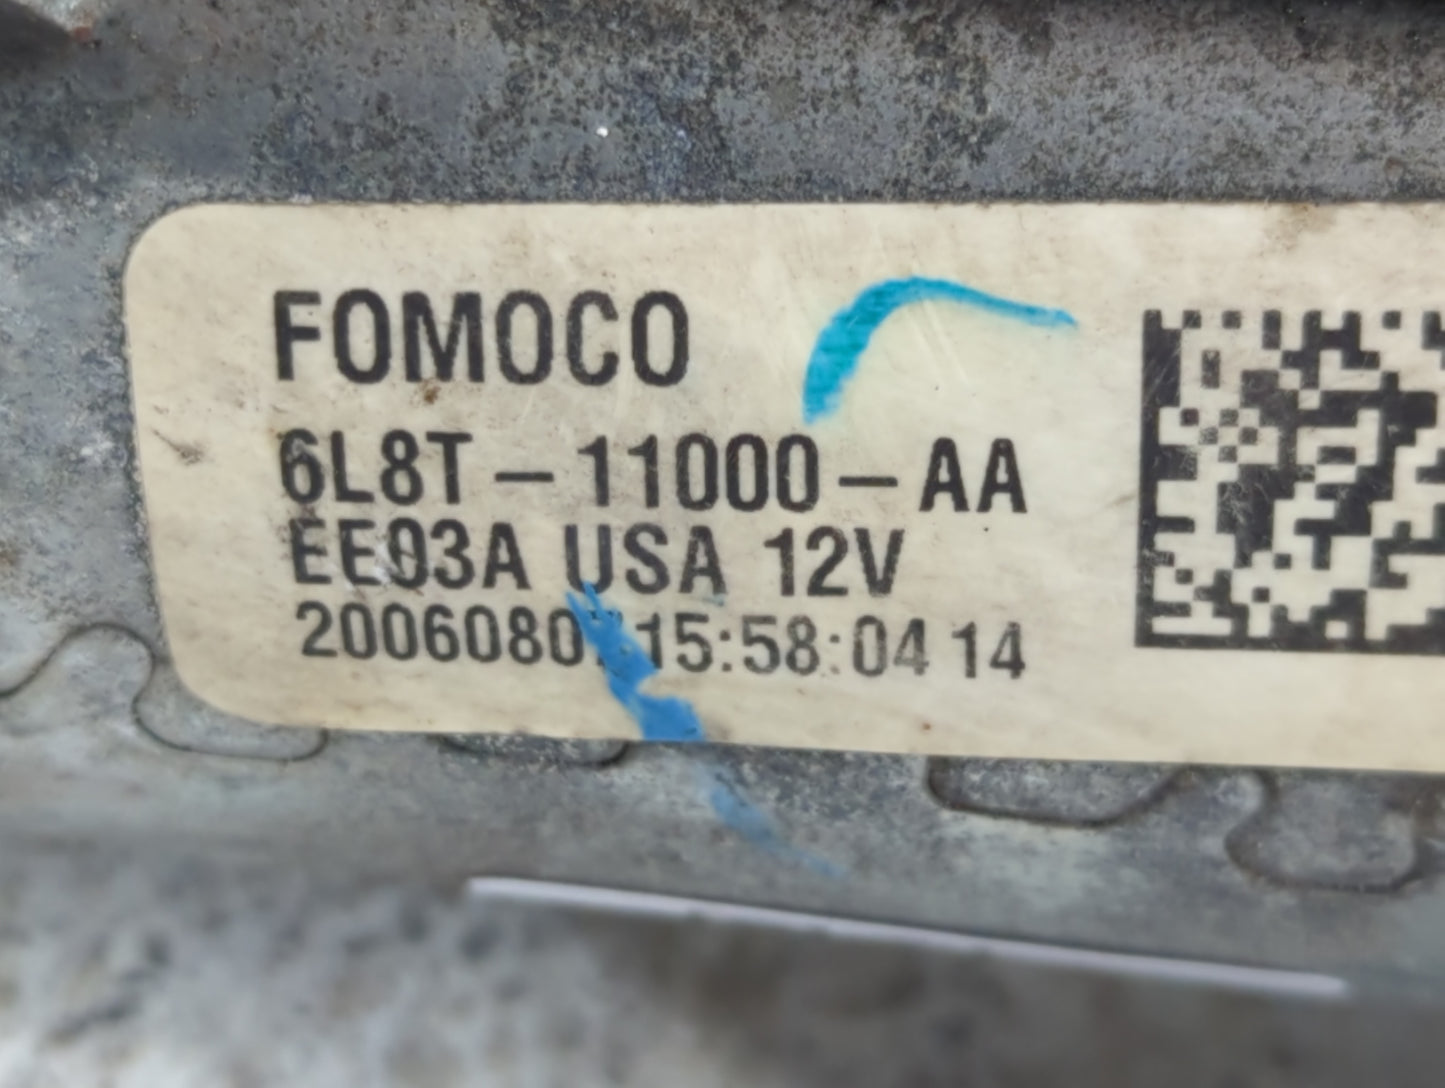 FOMOCO
6L8T-11000-AA
EE03A USA 12V
15:58:04 14